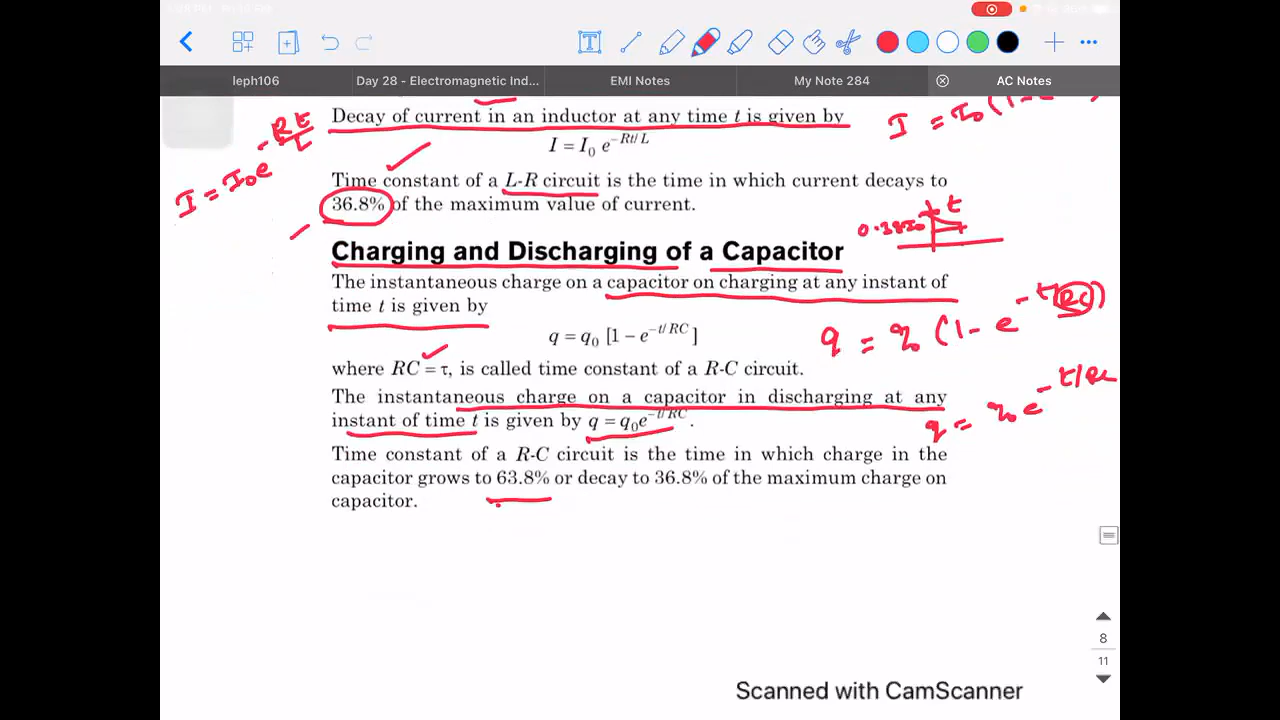 leph106
Day 28 - Electromagnetic Ind...
EMI Notes
My Note 284
AC Notes
Decay of current in an inductor at any time t is given by
I = I₀ e^{-Rt/L}
I = I₀ (1 - e
I = I₀e^{-Rt/L}
Time constant of a L-R circuit is the time in which current decays to
36.8% of the maximum value of current.
t
Charging and Discharging of a Capacitor
The instantaneous charge on a capacitor on charging at any instant of
time t is given by
q = q₀ [1 − e^{−t/RC}]
q = q₀ (1 - e^{-t/RC})
where RC = τ, is called time constant of a R-C circuit.
The instantaneous charge on a capacitor in discharging at any
instant of time t is given by q = q₀e^{−t/RC}.
q = q₀ e^{-t/RC}
Time constant of a R-C circuit is the time in which charge in the
capacitor grows to 63.8% or decay to 36.8% of the maximum charge on
capacitor.
8
11
Scanned with CamScanner